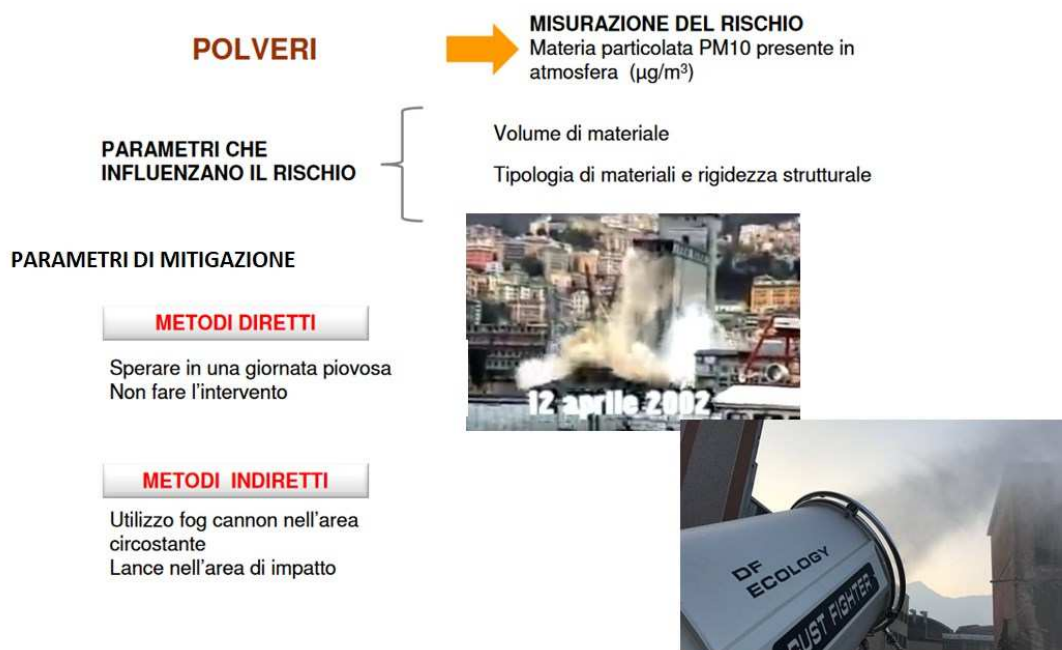 POLVERI
MISURAZIONE DEL RISCHIO
Materia particolata PM10 presente in
atmosfera (µg/m³)
PARAMETRI CHE
INFLUENZANO IL RISCHIO
Volume di materiale
Tipologia di materiali e rigidezza strutturale
PARAMETRI DI MITIGAZIONE
METODI DIRETTI
Sperare in una giornata piovosa
Non fare l'intervento
12 aprile 2002
METODI INDIRETTI
Utilizzo fog cannon nell'area
circostante
Lance nell'area di impatto
DF
ECOLOGY
DUST FIGHTER